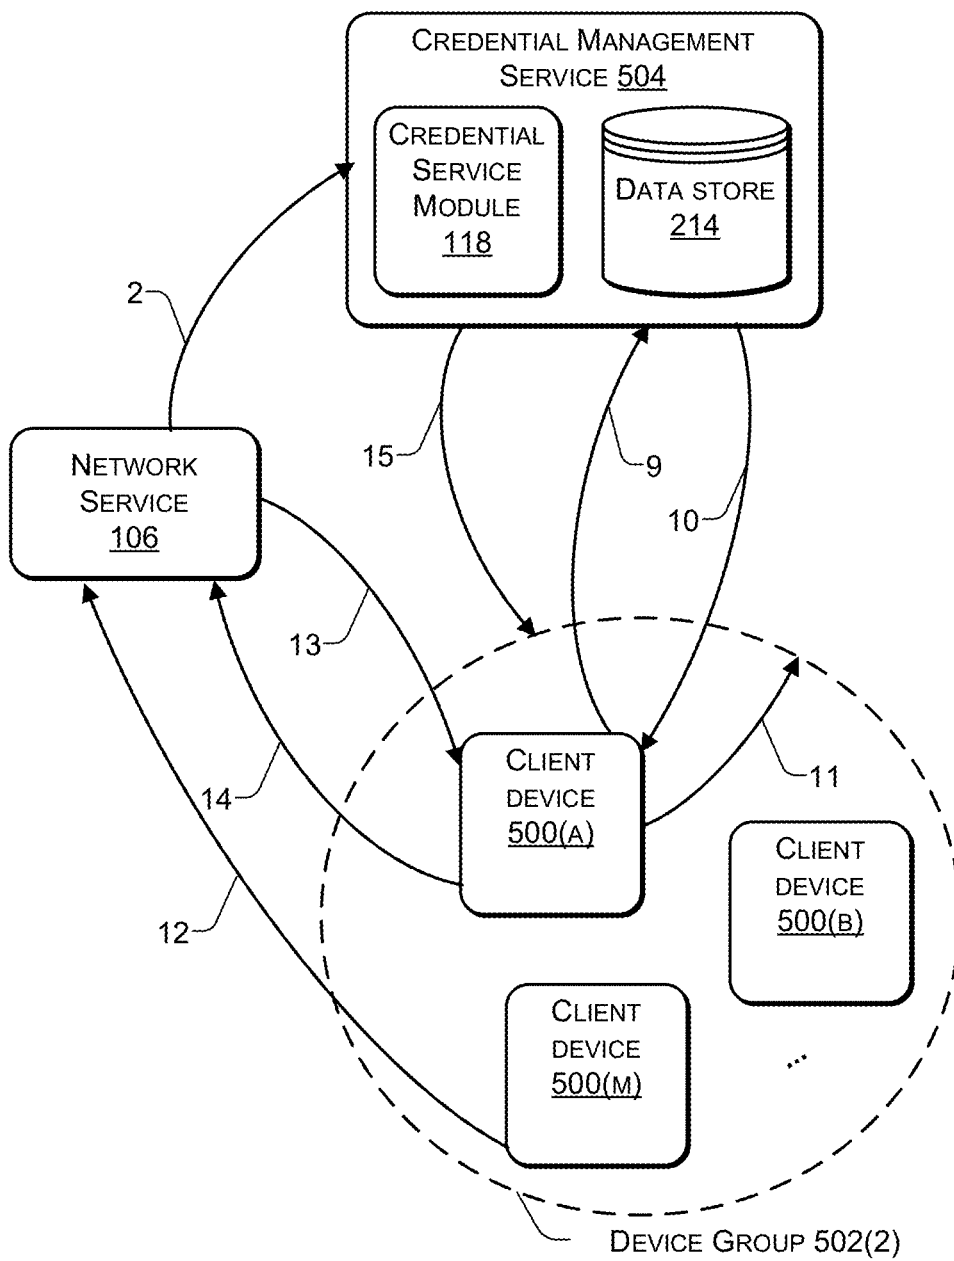 CREDENTIAL MANAGEMENT
SERVICE 504
CREDENTIAL
SERVICE
MODULE
118
DATA STORE
214
2
15
9
10
NETWORK
SERVICE
106
13
14
12
11
CLIENT
DEVICE
500(A)
CLIENT
DEVICE
500(B)
CLIENT
DEVICE
500(M)
...
DEVICE GROUP 502(2)